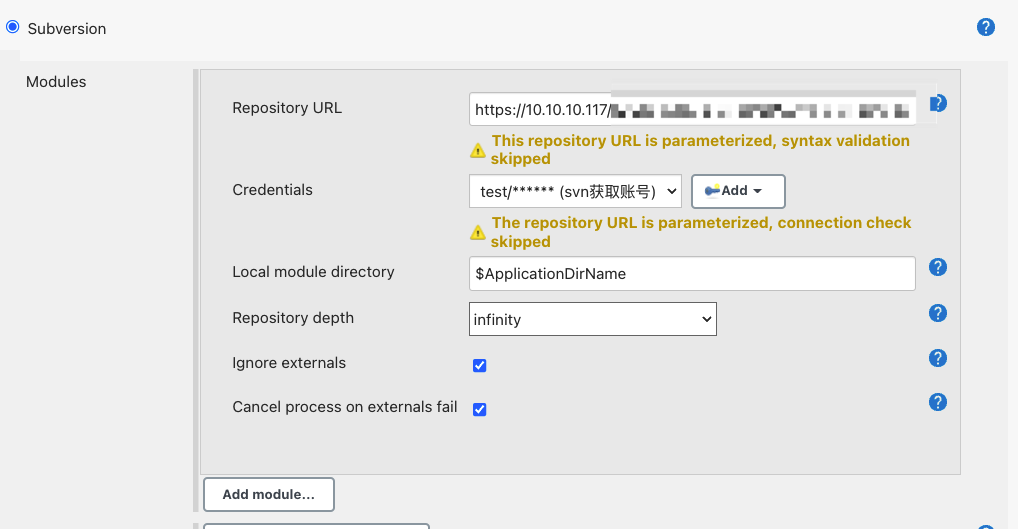 Subversion
?
Modules
Repository URL
https://10.10.10.117/
?
This repository URL is parameterized, syntax validation
skipped
Credentials
test/****** (svn获取账号)
Add
The repository URL is parameterized, connection check
skipped
Local module directory
$ApplicationDirName
?
Repository depth
infinity
?
Ignore externals
?
Cancel process on externals fail
?
Add module...